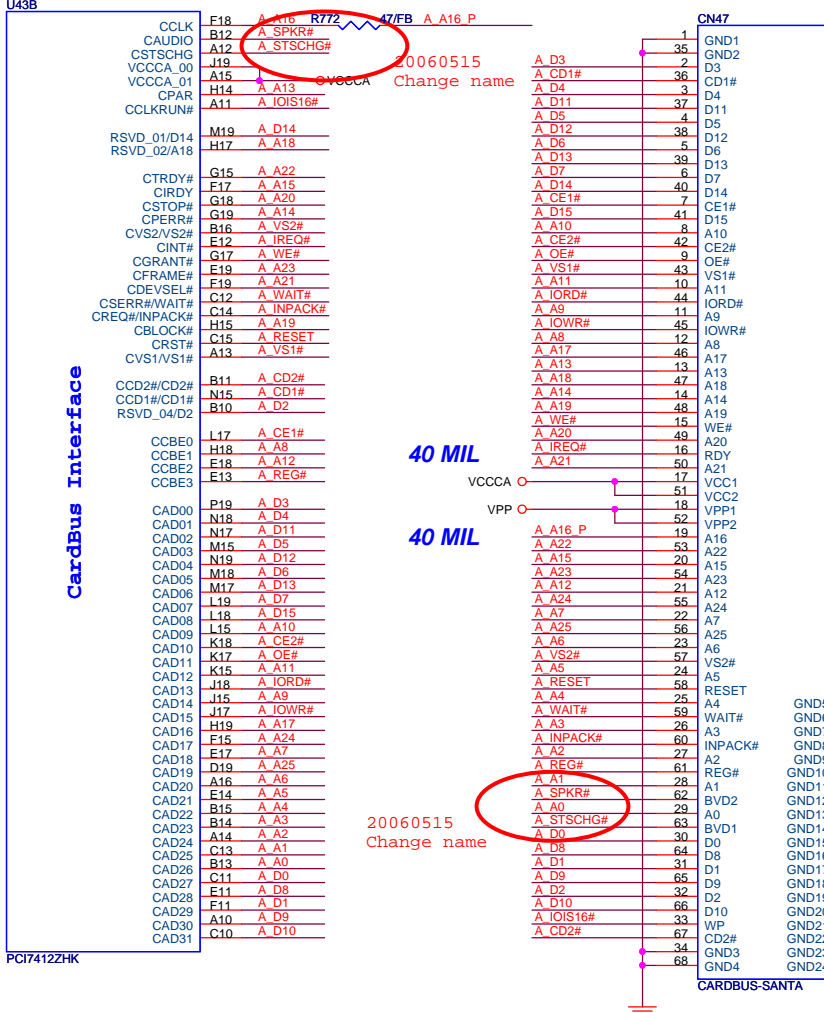 U43B
CCLK F18 A_A16 R772 47/FB A_A16_P
CAUDIO B12 A_SPKR#
CSTSCHG A12 A_STSCHG#
VCCCA_00 J19
VCCCA_01 A15 VCCCA
CPAR H14 A_A13
CCLKRUN# A11 A_IOIS16#
20060515
Change name
RSVD_01/D14 M19 A_D14
RSVD_02/A18 H17 A_A18
CTRDY# G15 A_A22
CIRDY F17 A_A15
CSTOP# G18 A_A20
CPERR# G19 A_A14
CVS2/VS2# B16 A_VS2#
CINT# E12 A_IREQ#
CGRANT# G17 A_WE#
CFRAME# E19 A_A23
CDEVSEL# F19 A_A21
CSERR#/WAIT# C12 A_WAIT#
CREQ#/INPACK# C14 A_INPACK#
CBLOCK# H15 A_A19
CRST# C15 A_RESET
CVS1/VS1# A13 A_VS1#
CCD2#/CD2# B11 A_CD2#
CCD1#/CD1# N15 A_CD1#
RSVD_04/D2 B10 A_D2
CCBE0 L17 A_CE1#
CCBE1 H18 A_A8
CCBE2 E18 A_A12
CCBE3 E13 A_REG#
CAD00 P19 A_D3
CAD01 N18 A_D4
CAD02 N17 A_D11
CAD03 M15 A_D5
CAD04 N19 A_D12
CAD05 M18 A_D6
CAD06 M17 A_D13
CAD07 L19 A_D7
CAD08 L18 A_D15
CAD09 L15 A_A10
CAD10 K18 A_CE2#
CAD11 K17 A_OE#
CAD12 K15 A_A11
CAD13 J18 A_IORD#
CAD14 J15 A_A9
CAD15 J17 A_IOWR#
CAD16 H19 A_A17
CAD17 F15 A_A24
CAD18 E17 A_A7
CAD19 D19 A_A25
CAD20 A16 A_A6
CAD21 E14 A_A5
CAD22 B15 A_A4
CAD23 B14 A_A3
CAD24 A14 A_A2
CAD25 C13 A_A1
CAD26 B13 A_A0
CAD27 C11 A_D0
CAD28 E11 A_D8
CAD29 F11 A_D1
CAD30 A10 A_D9
CAD31 C10 A_D10
CardBus Interface
PCI7412ZHK
CN47
1 GND1
35 GND2
A_D3 2 D3
A_CD1# 36 CD1#
A_D4 3 D4
A_D11 37 D11
A_D5 4 D5
A_D12 38 D12
A_D6 5 D6
A_D13 39 D13
A_D7 6 D7
A_D14 40 D14
A_CE1# 7 CE1#
A_D15 41 D15
A_A10 8 A10
A_CE2# 42 CE2#
A_OE# 9 OE#
A_VS1# 43 VS1#
A_A11 10 A11
A_IORD# 44 IORD#
A_A9 11 A9
A_IOWR# 45 IOWR#
A_A8 12 A8
A_A17 46 A17
A_A13 13 A13
A_A18 47 A18
A_A14 14 A14
A_A19 48 A19
A_WE# 15 WE#
A_A20 49 A20
A_IREQ# 16 RDY
A_A21 50 A21
40 MIL
VCCCA 17 VCC1
51 VCC2
VPP 18 VPP1
52 VPP2
40 MIL
A_A16_P 19 A16
A_A22 53 A22
A_A15 20 A15
A_A23 54 A23
A_A12 21 A12
A_A24 55 A24
A_A7 22 A7
A_A25 56 A25
A_A6 23 A6
A_VS2# 57 VS2#
A_A5 24 A5
A_RESET 58 RESET
A_A4 25 A4
A_WAIT# 59 WAIT#
A_A3 26 A3
A_INPACK# 60 INPACK#
A_A2 27 A2
A_REG# 61 REG#
A_A1 28 A1
A_SPKR# 62 BVD2
A_A0 29 A0
A_STSCHG# 63 BVD1
A_D0 30 D0
A_D8 64 D8
A_D1 31 D1
A_D9 65 D9
A_D2 32 D2
A_D10 66 D10
A_IOIS16# 33 WP
A_CD2# 67 CD2#
34 GND3
68 GND4
20060515
Change name
GND5
GND6
GND7
GND8
GND9
GND10
GND11
GND12
GND13
GND14
GND15
GND16
GND17
GND18
GND19
GND20
GND21
GND22
GND23
GND24
CARDBUS-SANTA